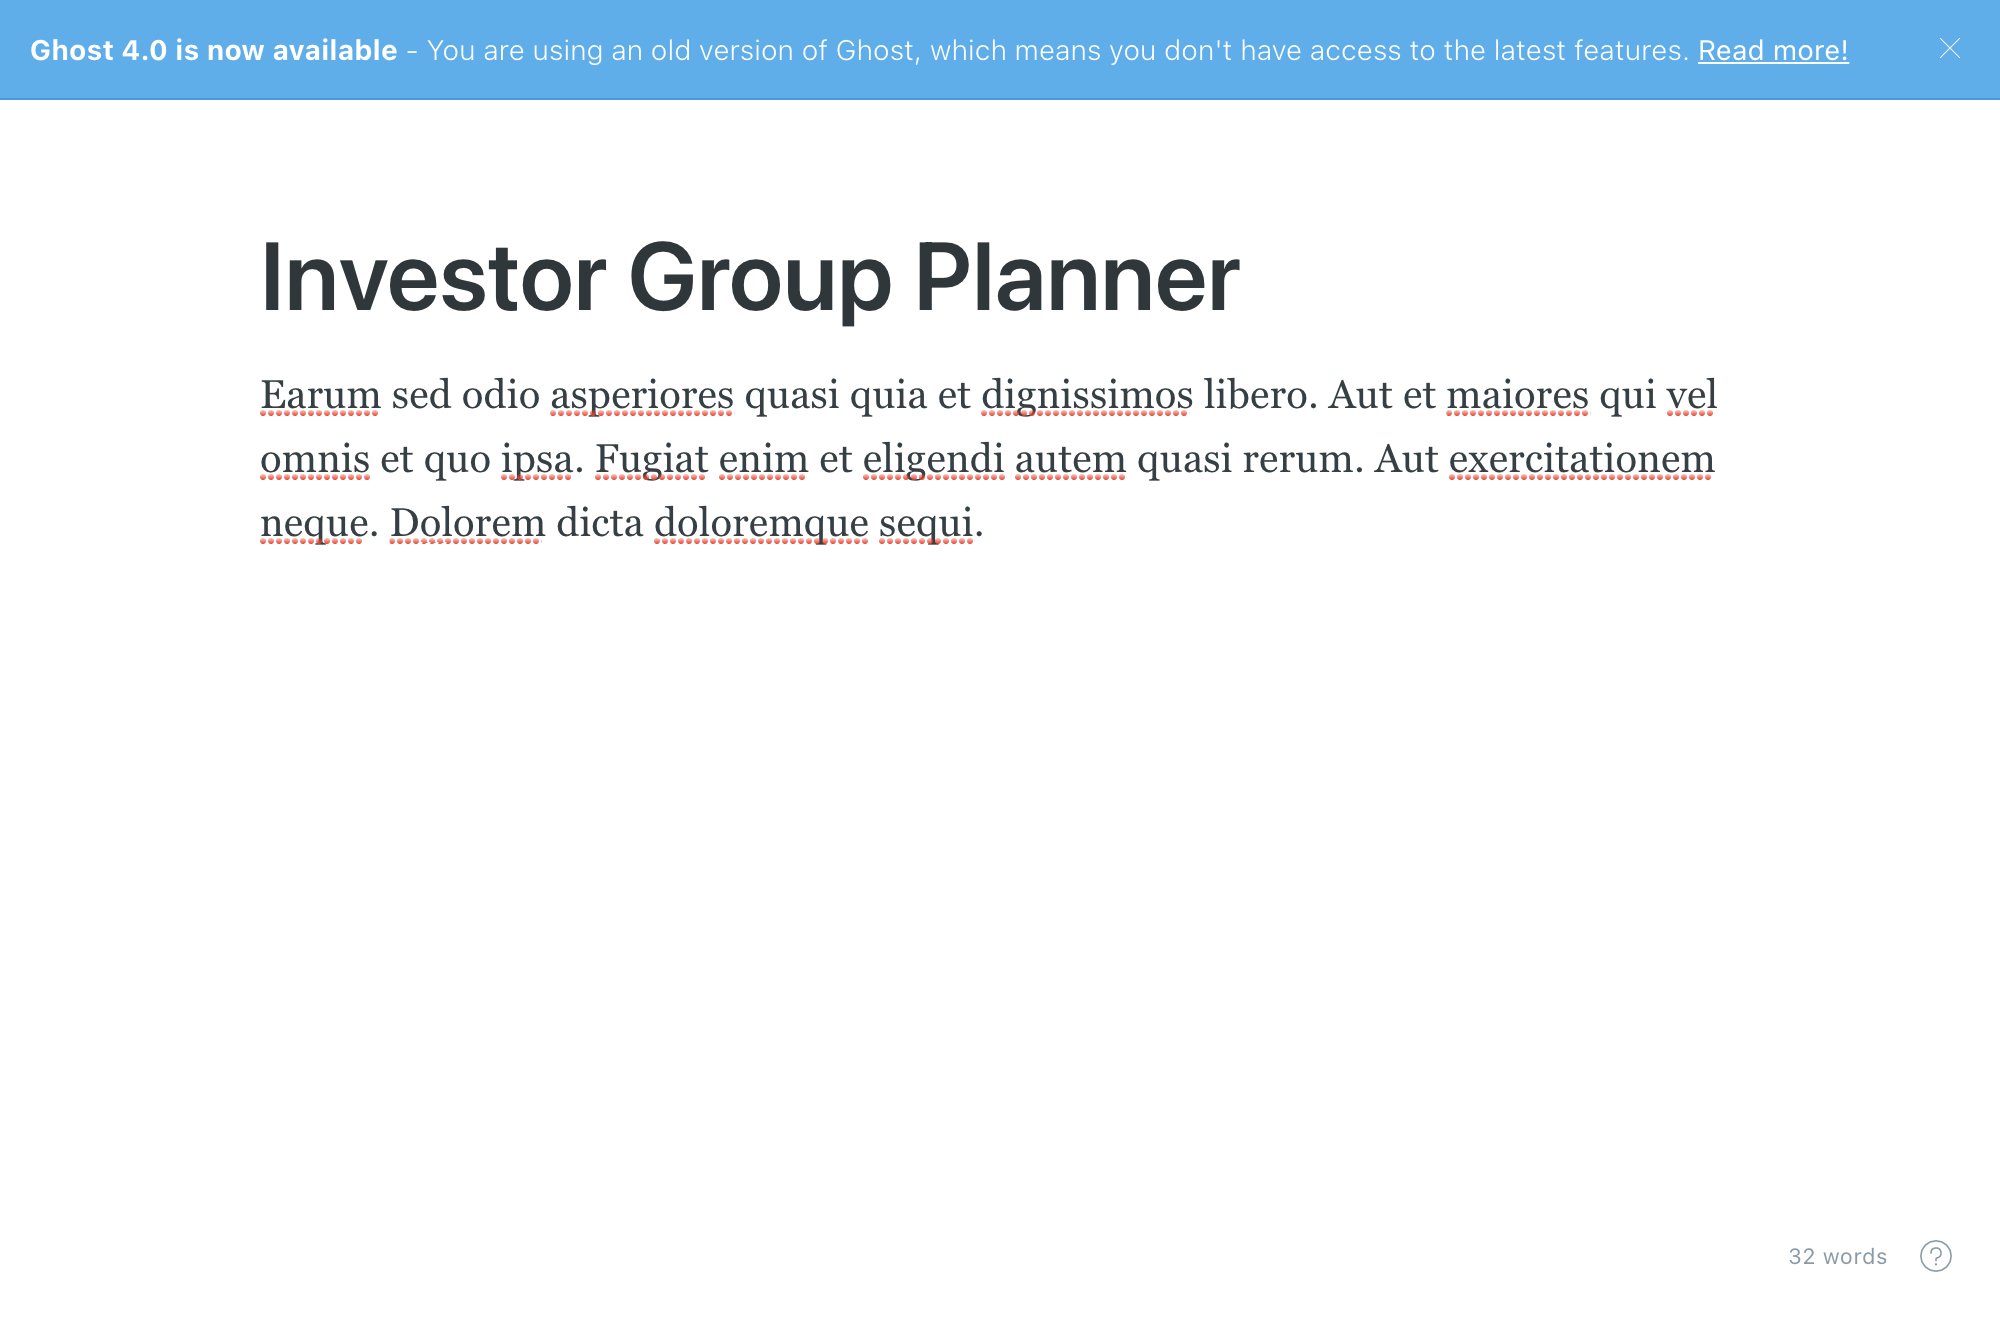 Ghost 4.0 is now available - You are using an old version of Ghost, which means you don't have access to the latest features. Read more!
Investor Group Planner
Earum sed odio asperiores quasi quia et dignissimos libero. Aut et maiores qui vel
omnis et quo ipsa. Fugiat enim et eligendi autem quasi rerum. Aut exercitationem
neque. Dolorem dicta doloremque sequi.
32 words
?